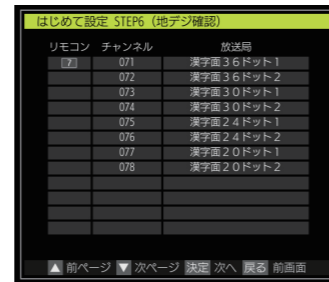 はじめて設定 STEP6（地デジ確認）
リモコン チャンネル 放送局
7 071 漢字面３６ドット１
072 漢字面３６ドット２
073 漢字面３０ドット１
074 漢字面３０ドット２
075 漢字面２４ドット１
076 漢字面２４ドット２
077 漢字面２０ドット１
078 漢字面２０ドット２
▲ 前ページ ▼ 次ページ 決定 次へ 戻る 前画面